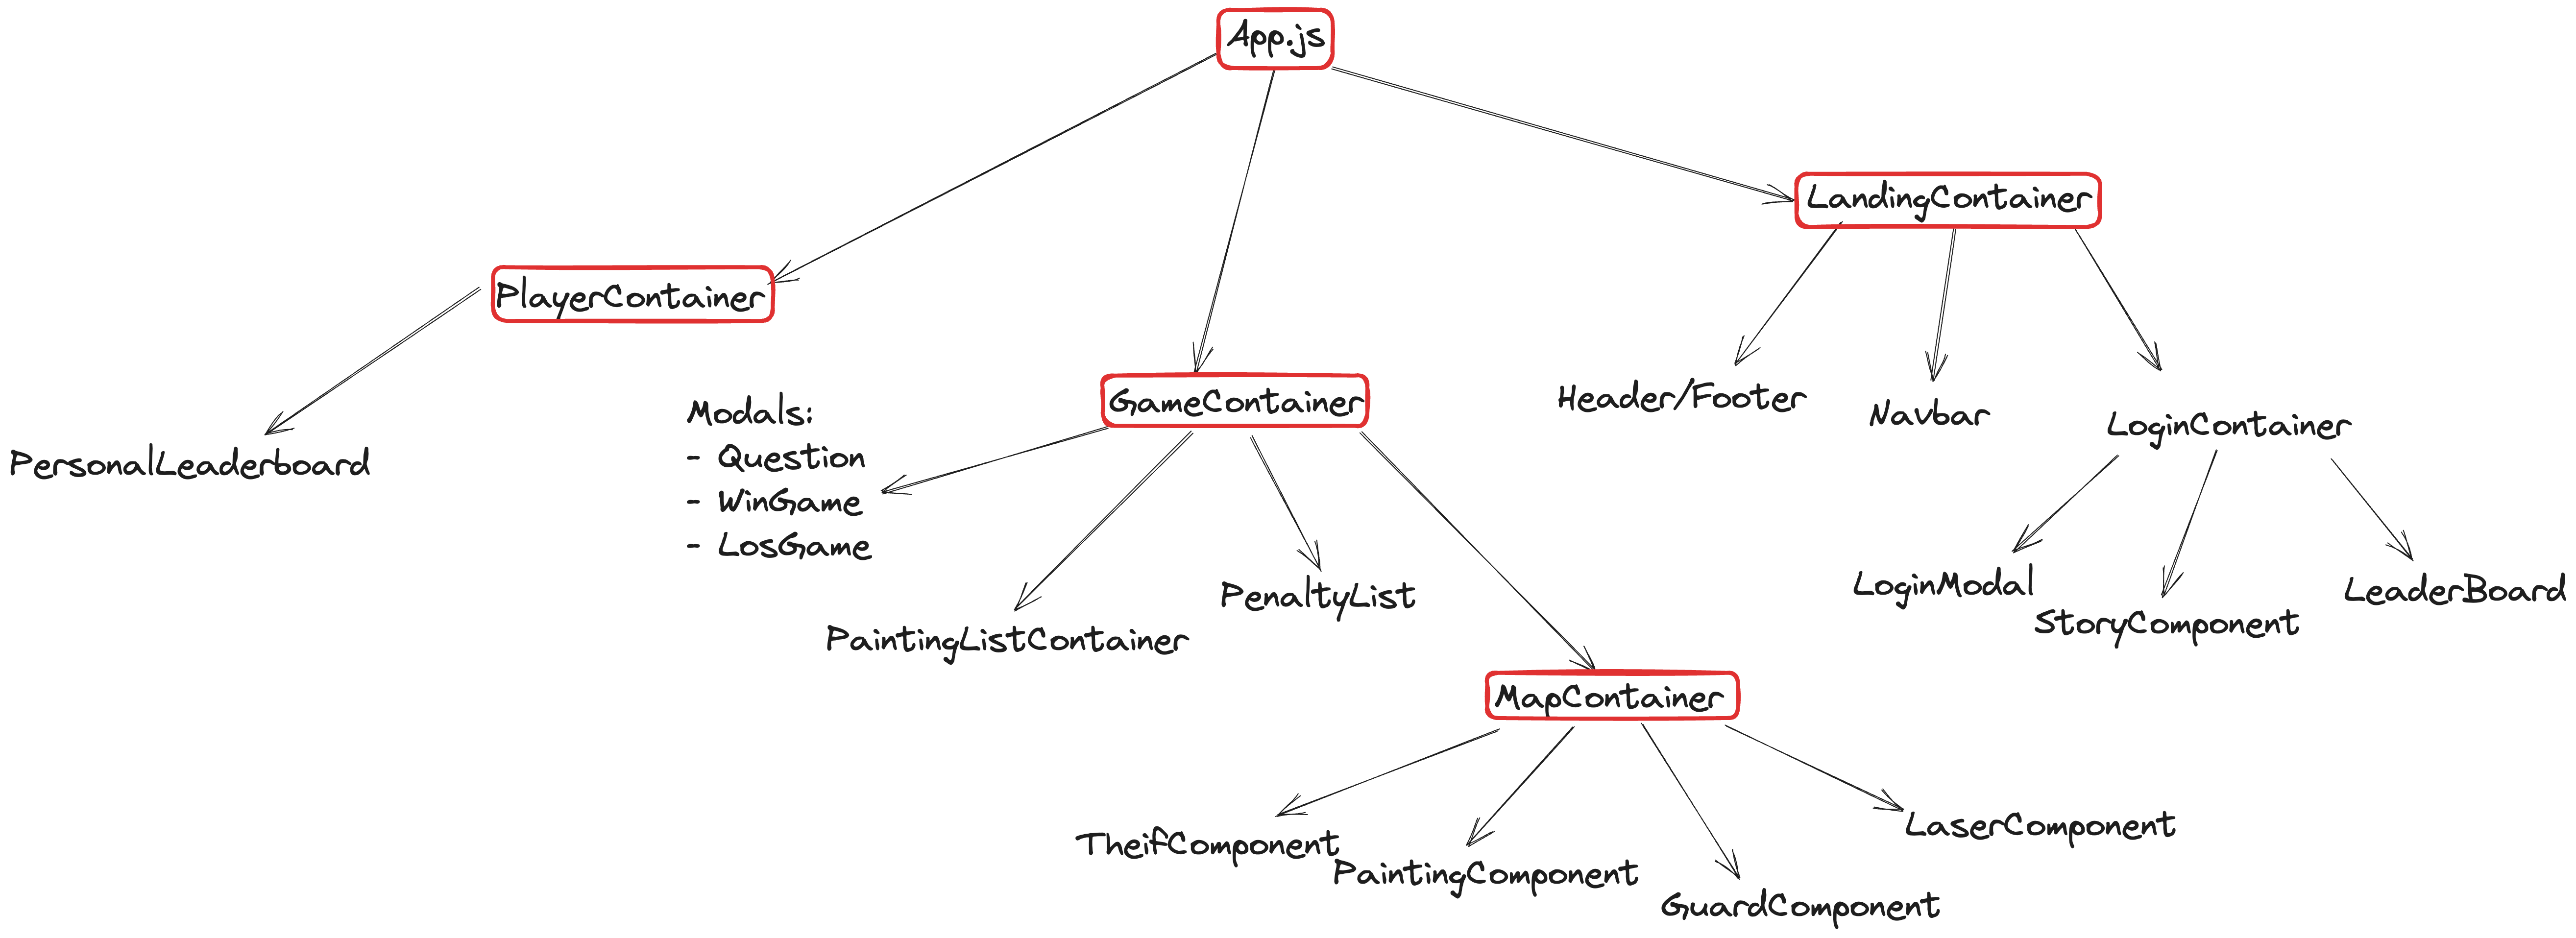 App.js
LandingContainer
PlayerContainer
GameContainer
Header/Footer
Navbar
LoginContainer
PersonalLeaderboard
Modals:
- Question
- WinGame
- LosGame
PaintingListContainer
PenaltyList
LoginModal
StoryComponent
LeaderBoard
MapContainer
TheifComponent
PaintingComponent
GuardComponent
LaserComponent